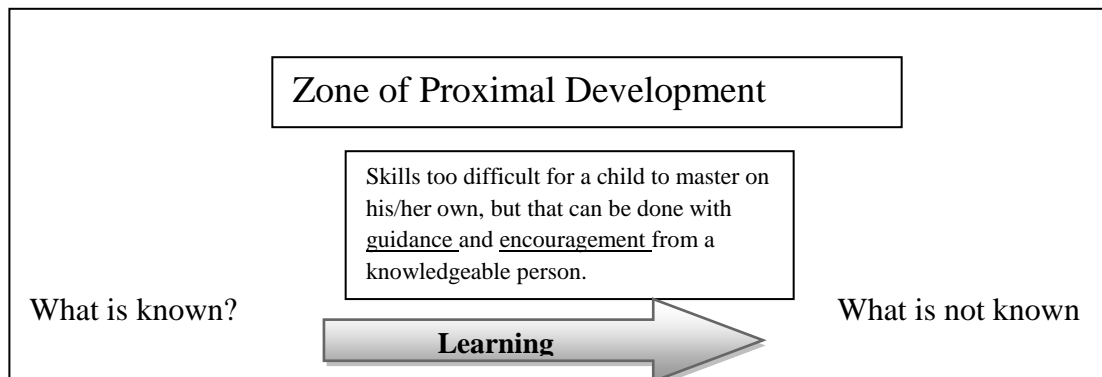 Zone of Proximal Development
Skills too difficult for a child to master on
his/her own, but that can be done with
guidance and encouragement from a
knowledgeable person.
What is known?
What is not known
Learning